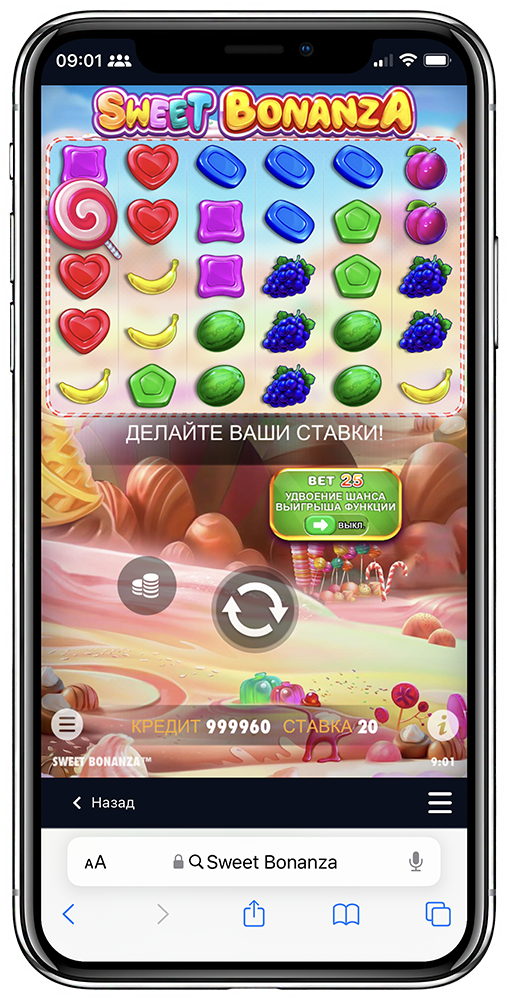 09:01
SWEET BONANZA
ДЕЛАЙТЕ ВАШИ СТАВКИ!
BET 25
УДВОЕНИЕ ШАНСА
ВЫИГРЫША ФУНКЦИИ
ВЫКЛ.
КРЕДИТ 999960 СТАВКА 20
SWEET BONANZA™ 9:01
Назад
AA Sweet Bonanza